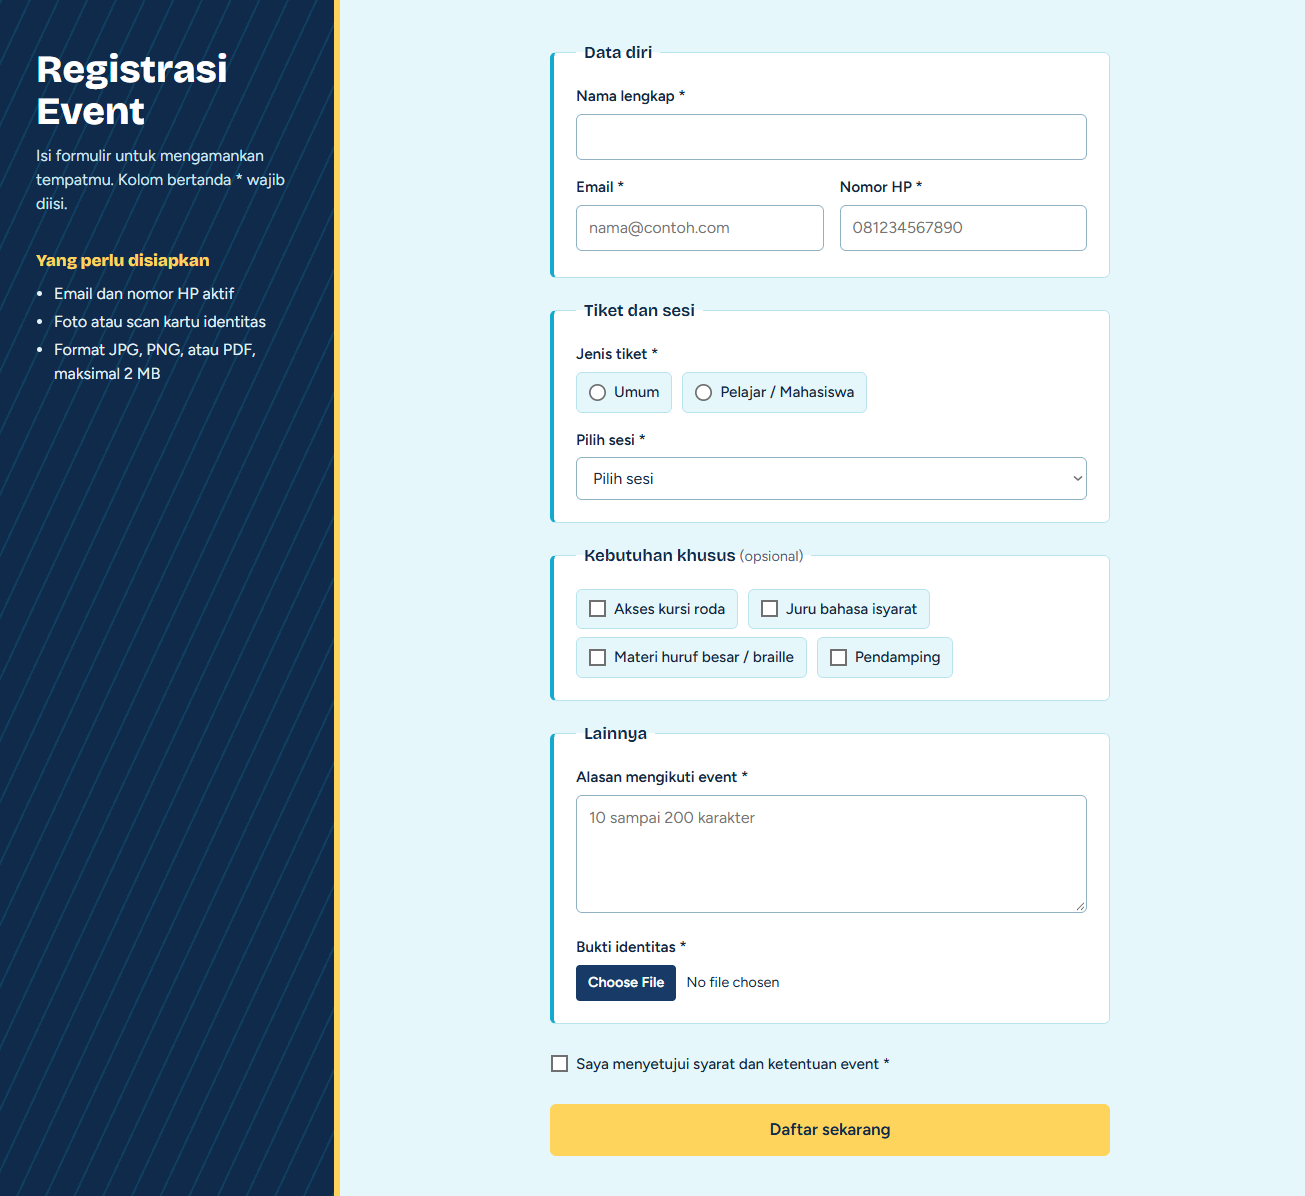 Registrasi
Event
Isi formulir untuk mengamankan
tempatmu. Kolom bertanda * wajib
diisi.
Yang perlu disiapkan
• Email dan nomor HP aktif
• Foto atau scan kartu identitas
• Format JPG, PNG, atau PDF,
maksimal 2 MB
Data diri
Nama lengkap *
Email *
Nomor HP *
nama@contoh.com
081234567890
Tiket dan sesi
Jenis tiket *
Umum
Pelajar / Mahasiswa
Pilih sesi *
Pilih sesi
Kebutuhan khusus (opsional)
Akses kursi roda
Juru bahasa isyarat
Materi huruf besar / braille
Pendamping
Lainnya
Alasan mengikuti event *
10 sampai 200 karakter
Bukti identitas *
Choose File No file chosen
Saya menyetujui syarat dan ketentuan event *
Daftar sekarang